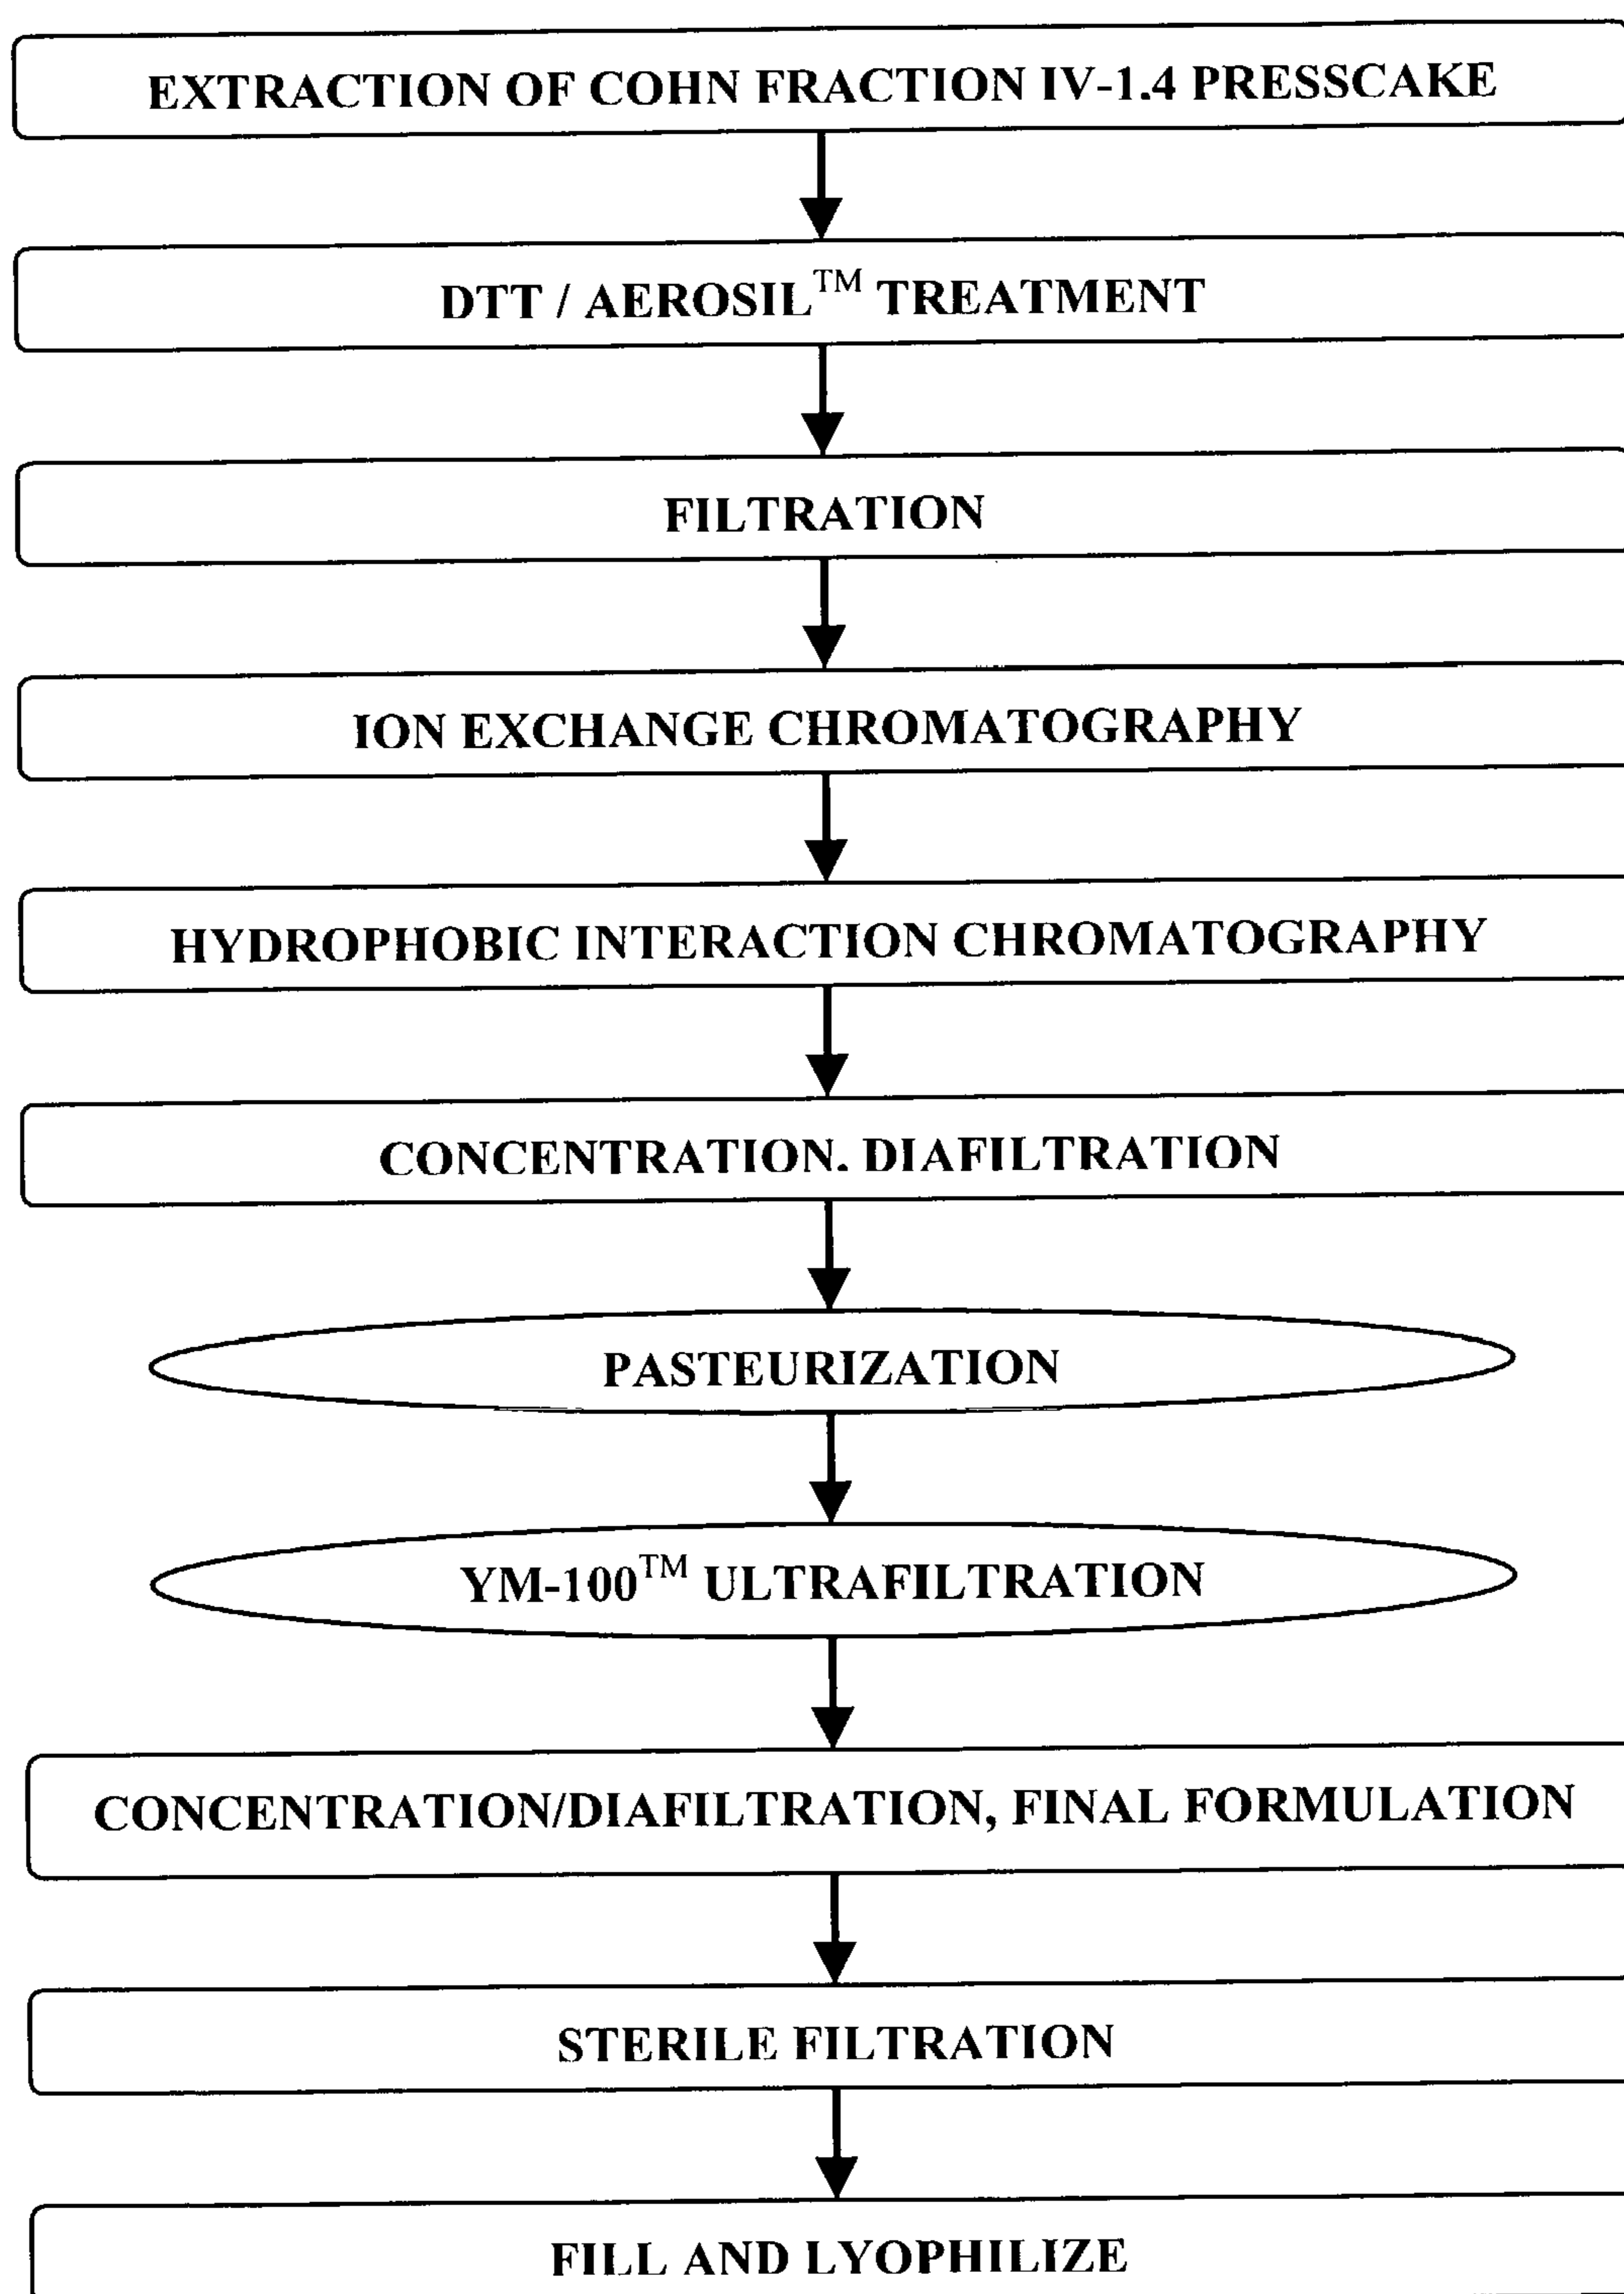 EXTRACTION OF COHN FRACTION IV-1.4 PRESSCAKE
DTT / AEROSIL™ TREATMENT
FILTRATION
ION EXCHANGE CHROMATOGRAPHY
HYDROPHOBIC INTERACTION CHROMATOGRAPHY
CONCENTRATION. DIAFILTRATION
PASTEURIZATION
YM-100™ ULTRAFILTRATION
CONCENTRATION/DIAFILTRATION, FINAL FORMULATION
STERILE FILTRATION
FILL AND LYOPHILIZE